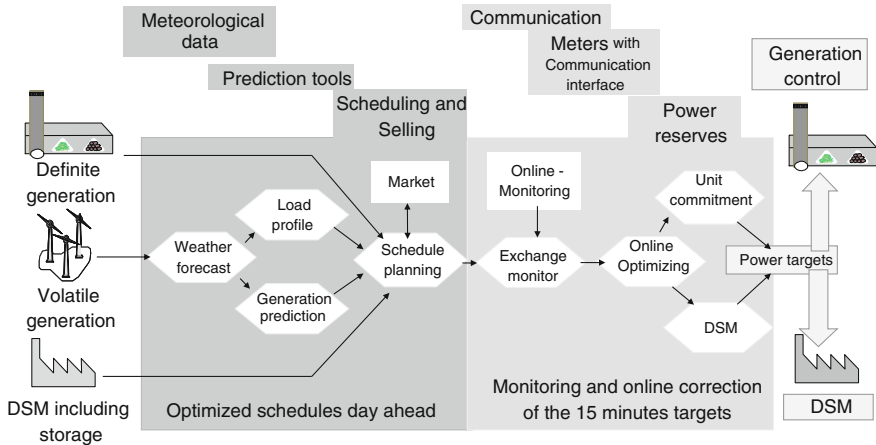 Meteorological
data
Prediction tools
Scheduling and
Selling
Communication
Meters with
Communication
interface
Power
reserves
Generation
control
Definite
generation
Volatile
generation
DSM including
storage
Weather
forecast
Load
profile
Generation
prediction
Market
Schedule
planning
Optimized schedules day ahead
Online -
Monitoring
Exchange
monitor
Online
Optimizing
Unit
commitment
DSM
Power targets
Monitoring and online correction
of the 15 minutes targets
DSM